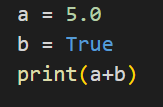 a = 5.0
b = True
print(a+b)